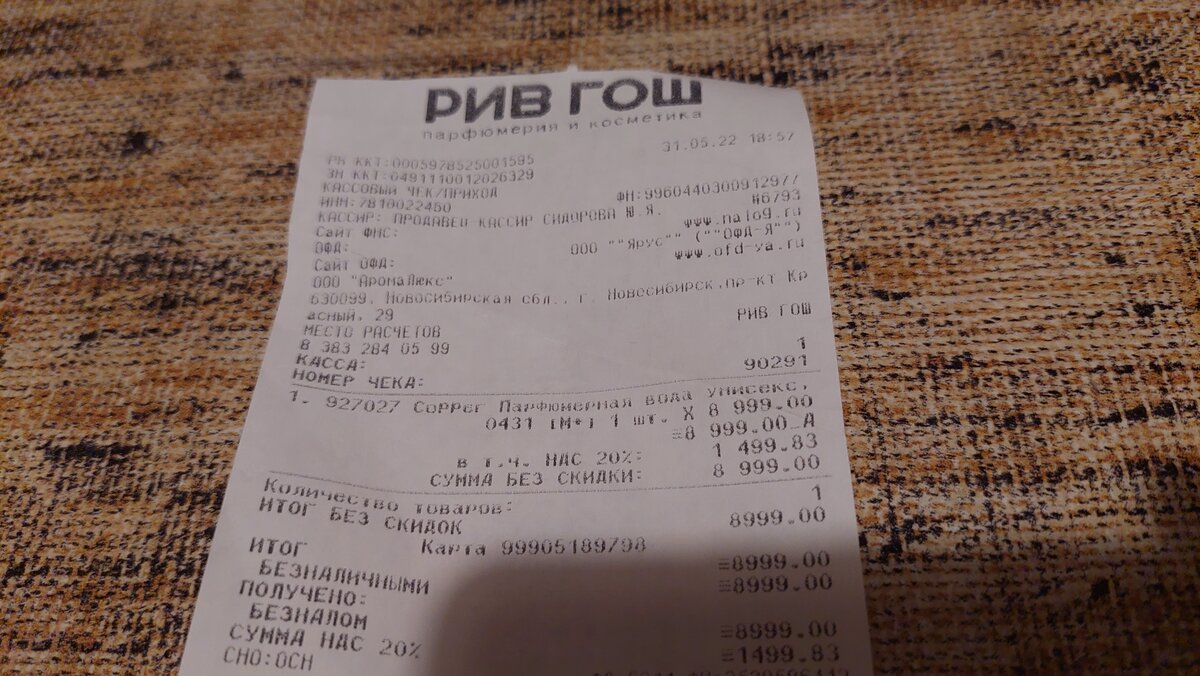 РИВ ГОШ
парфюмерия и косметика
31.05.22 18:57
РН ККТ:0005978525001595
ЗН ККТ:0491110012026329
КАССОВЫЙ ЧЕК/ПРИХОД ФН:9960440300912977
ИНН:7810022450 #6793
КАССИР: ПРОДАВЕЦ-КАССИР СИДОРОВА Ю.Я.
Сайт ФНС: www.nalog.ru
ОФД: ООО ""Ярус"" (""ОФД-Я"")
Сайт ОФД: www.ofd-ya.ru
ООО "АромаЛюкс"
630099, Новосибирская обл., г. Новосибирск,пр-кт Кр
асный, 29
МЕСТО РАСЧЕТОВ РИВ ГОШ
8 383 284 05 99
КАССА: 1
НОМЕР ЧЕКА: 90291
1. 927027 Copper Парфюмерная вода унисекс,
0431 [М+] 1 шт. X 8 999.00
=8 999.00_А
в т.ч. НДС 20%: 1 499.83
СУММА БЕЗ СКИДКИ: 8 999.00
Количество товаров: 1
ИТОГ БЕЗ СКИДОК 8999.00
Карта 99905189798
ИТОГ =8999.00
БЕЗНАЛИЧНЫМИ =8999.00
ПОЛУЧЕНО:
БЕЗНАЛОМ =8999.00
СУММА НДС 20% =1499.83
СНО:ОСН